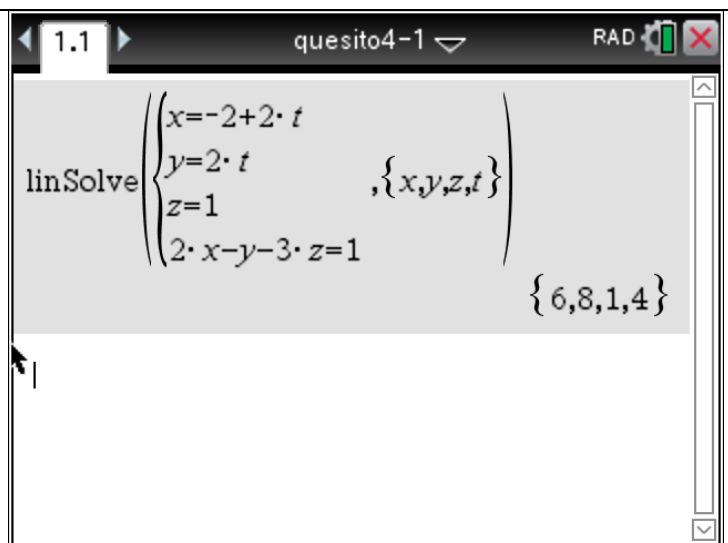 1.1 quesito4-1 RAD
x=-2+2· t
y=2· t
linSolve ,{x,y,z,t}
z=1
2· x-y-3· z=1
{6,8,1,4}